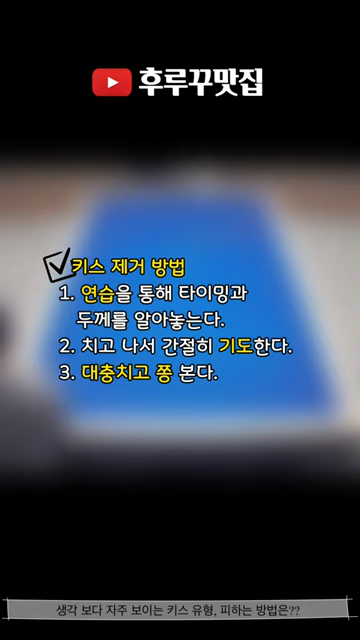 후루꾸맛집
키스 제거 방법
1. 연습을 통해 타이밍과
두께를 알아놓는다.
2. 치고 나서 간절히 기도한다.
3. 대충치고 쫑 본다.
생각 보다 자주 보이는 키스 유형, 피하는 방법은??